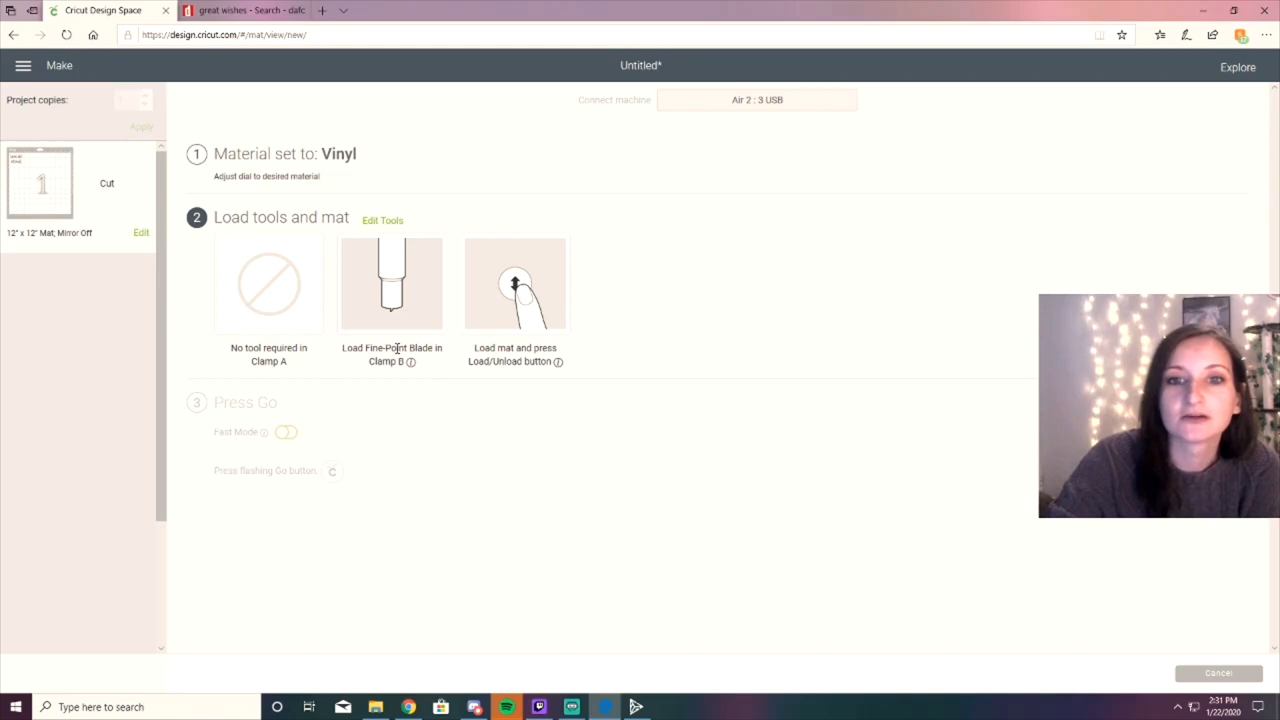 Cricut Design Space
great wishes - Search - dafc
https://design.cricut.com/#/mat/view/new/
Make
Untitled*
Explore
Project copies:
1
Apply
Connect machine
Air 2 : 3 USB
1
Cut
12" x 12" Mat; Mirror Off
Edit
1
Material set to: Vinyl
Adjust dial to desired material
2
Load tools and mat
Edit Tools
No tool required in
Clamp A
Load Fine-Point Blade in
Clamp B
Load mat and press
Load/Unload button
3
Press Go
Fast Mode
Press flashing Go button.
Cancel
Type here to search
2:31 PM
1/22/2020